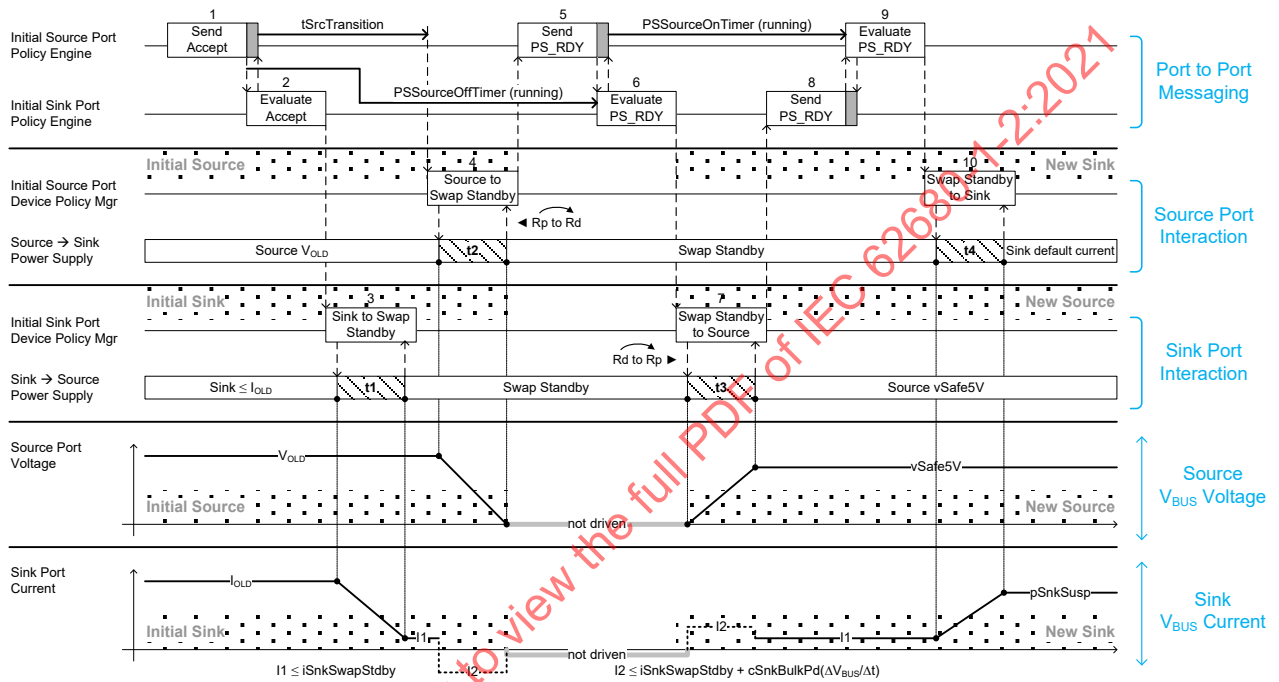 1
Send
Accept
tSrcTransition
5
Send
PS_RDY
PSSourceOnTimer (running)
9
Evaluate
PS_RDY
Initial Source Port
Policy Engine
2
Evaluate
Accept
PSSourceOffTimer (running)
6
Evaluate
PS_RDY
8
Send
PS_RDY
Initial Sink Port
Policy Engine
Port to Port
Messaging
Initial Source
New Sink
4
Source to
Swap Standby
10
Swap Standby
to Sink
Initial Source Port
Device Policy Mgr
Rp to Rd
Source → Sink
Power Supply
Source VOLD
t2
Swap Standby
t4
Sink default current
Source Port
Interaction
Initial Sink
New Source
3
Sink to Swap
Standby
7
Swap Standby
to Source
Initial Sink Port
Device Policy Mgr
Rd to Rp
Sink → Source
Power Supply
Sink ≤ IOLD
t1
Swap Standby
t3
Source vSafe5V
Sink Port
Interaction
Source Port
Voltage
VOLD
vSafe5V
Initial Source
New Source
not driven
Source
VBUS Voltage
Sink Port
Current
IOLD
pSnkSusp
Initial Sink
I1
I2
not driven
I2
I1
New Sink
I1 ≤ iSnkSwapStdby
I2 ≤ iSnkSwapStdby + cSnkBulkPd(ΔVBUS/Δt)
Sink
VBUS Current
to view the full PDF of IEC 62680-1-2:2021